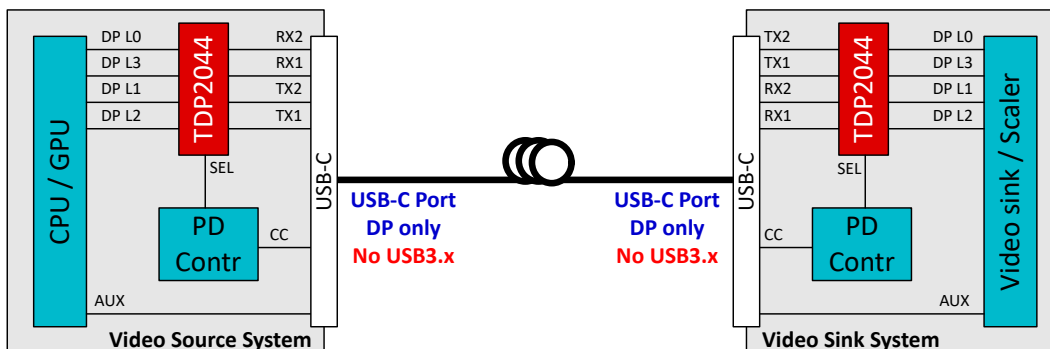 DP L0
DP L3
DP L1
DP L2
CPU / GPU
TDP2044
RX2
RX1
TX2
TX1
SEL
PD
Contr
CC
AUX
USB-C
Video Source System
USB-C Port
DP only
No USB3.x
USB-C Port
DP only
No USB3.x
USB-C
TX2
TX1
RX2
RX1
TDP2044
DP L0
DP L3
DP L1
DP L2
SEL
PD
Contr
CC
AUX
Video sink / Scaler
Video Sink System